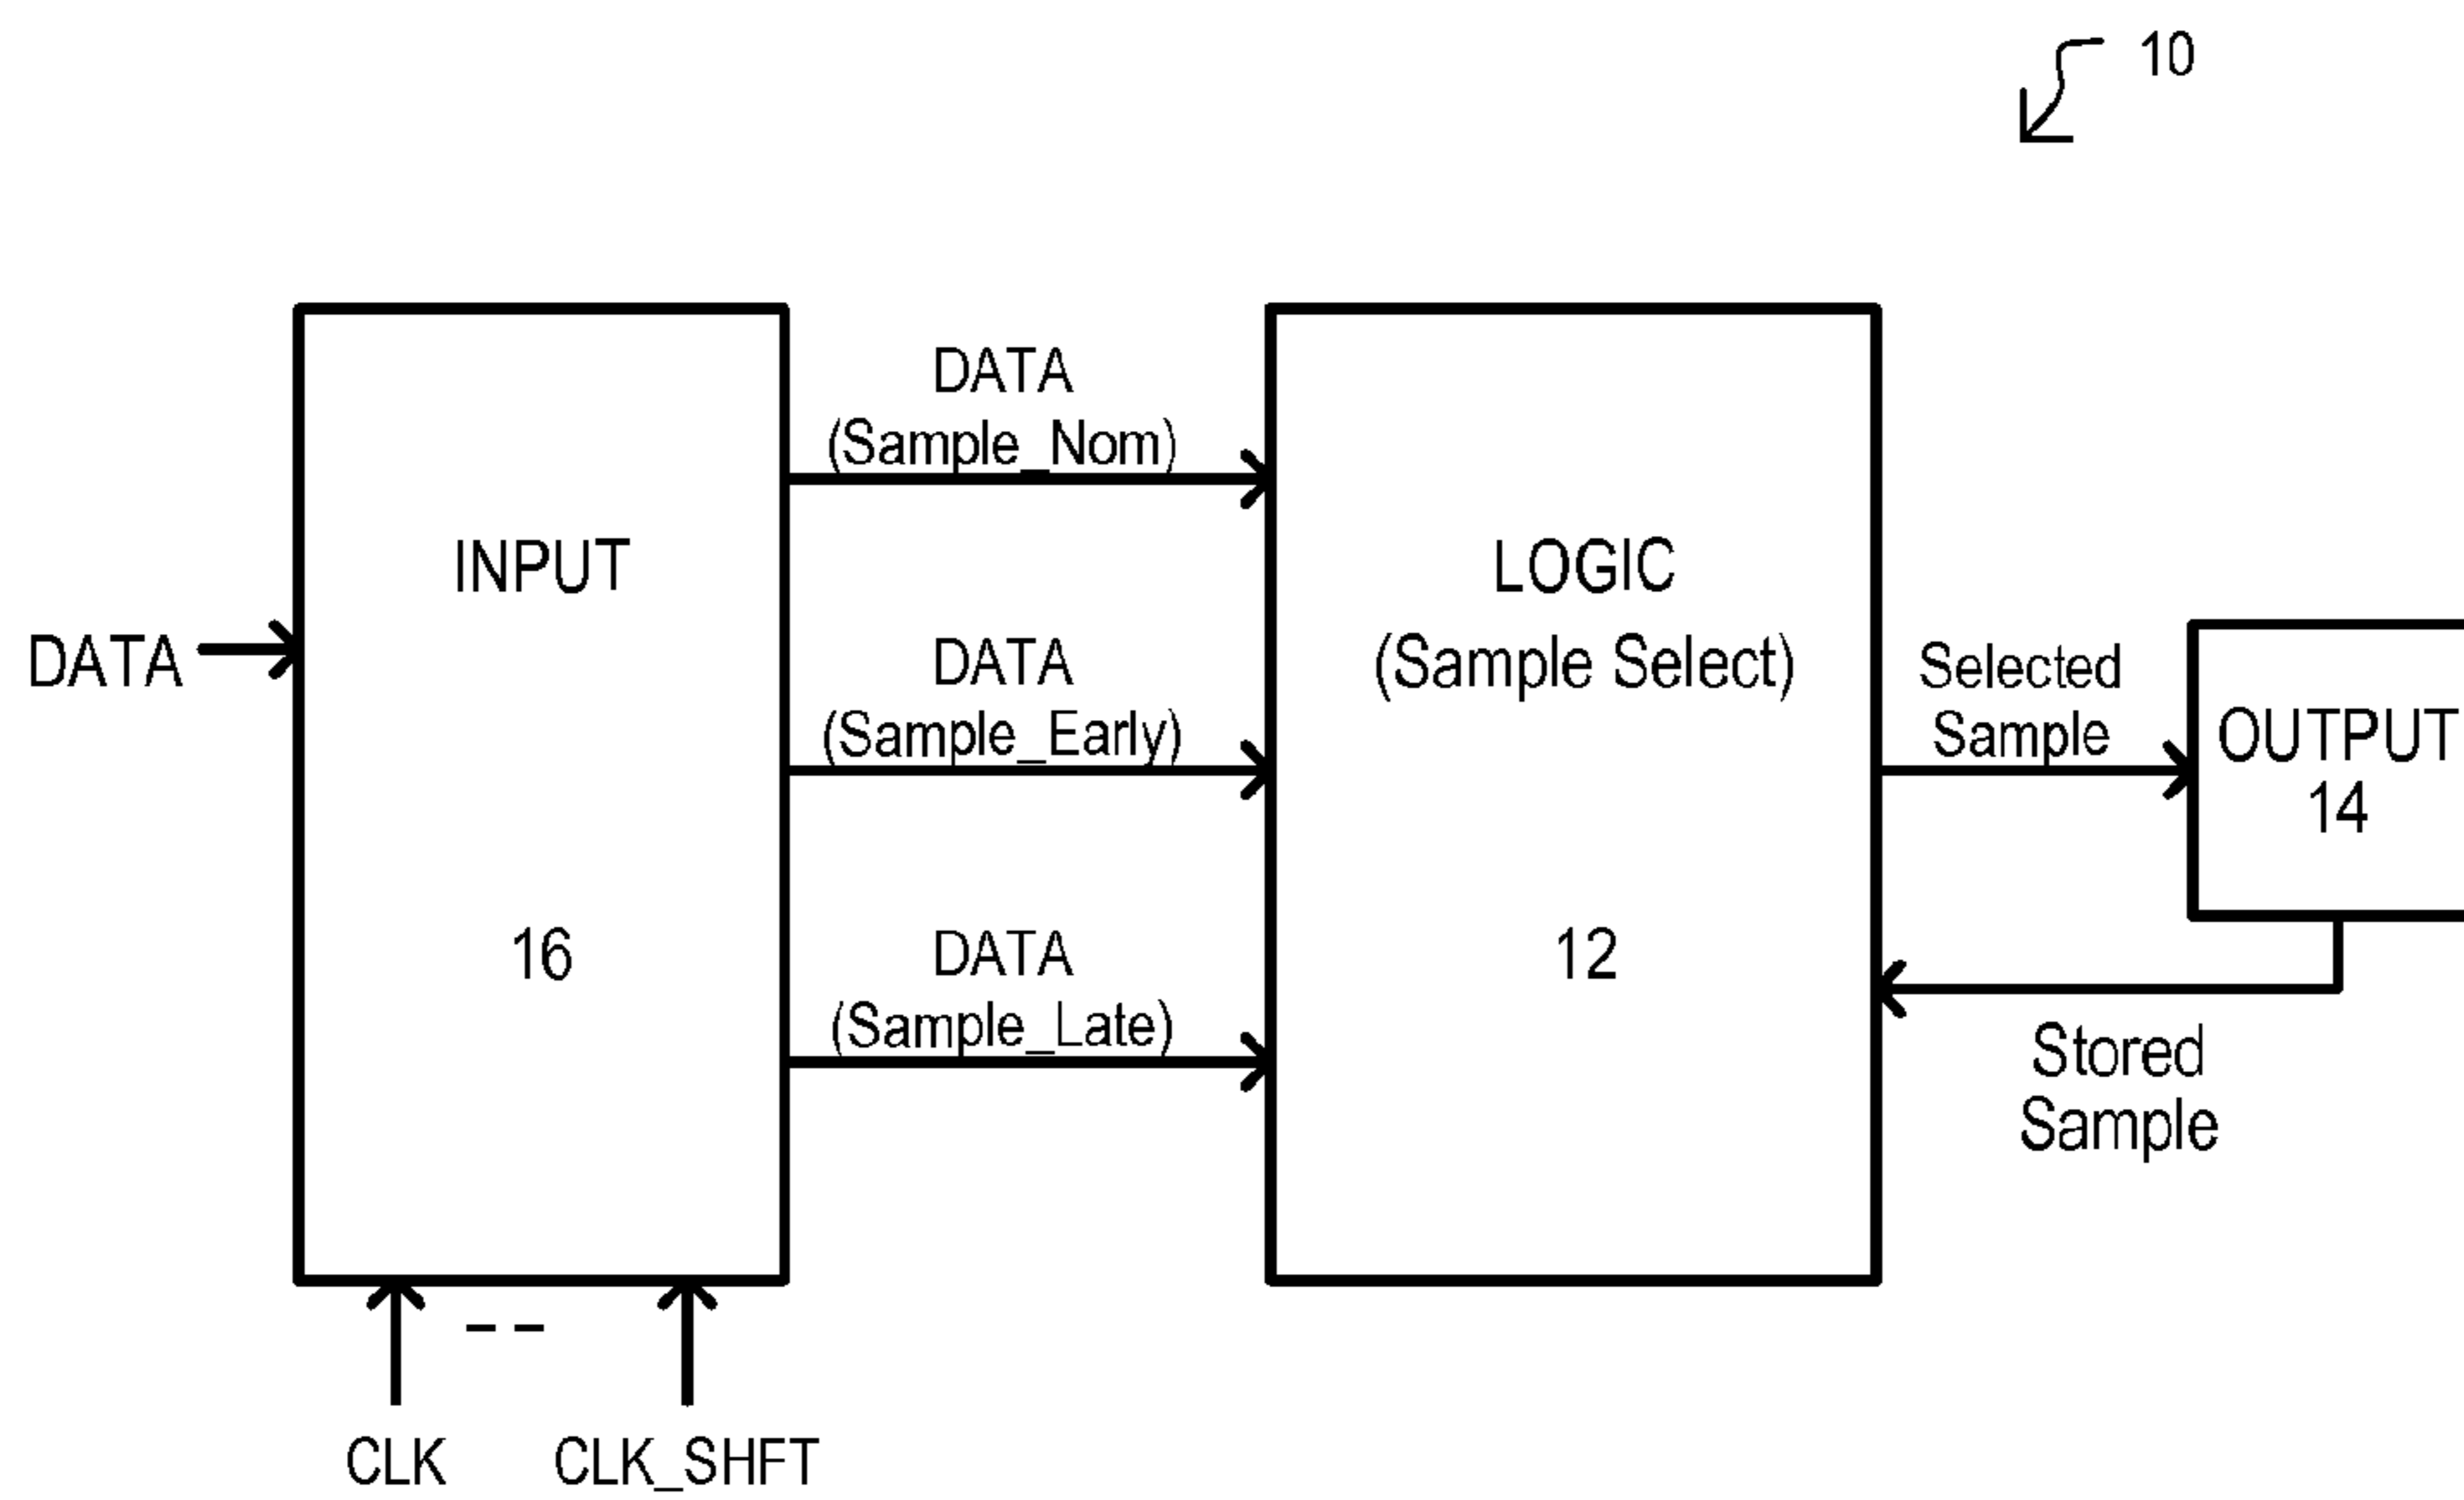 10
DATA
(Sample_Nom)
INPUT
LOGIC
DATA
DATA
(Sample_Early)
(Sample Select)
Selected
Sample
OUTPUT
14
16
DATA
(Sample_Late)
12
Stored
Sample
-- 
CLK
CLK_SHFT